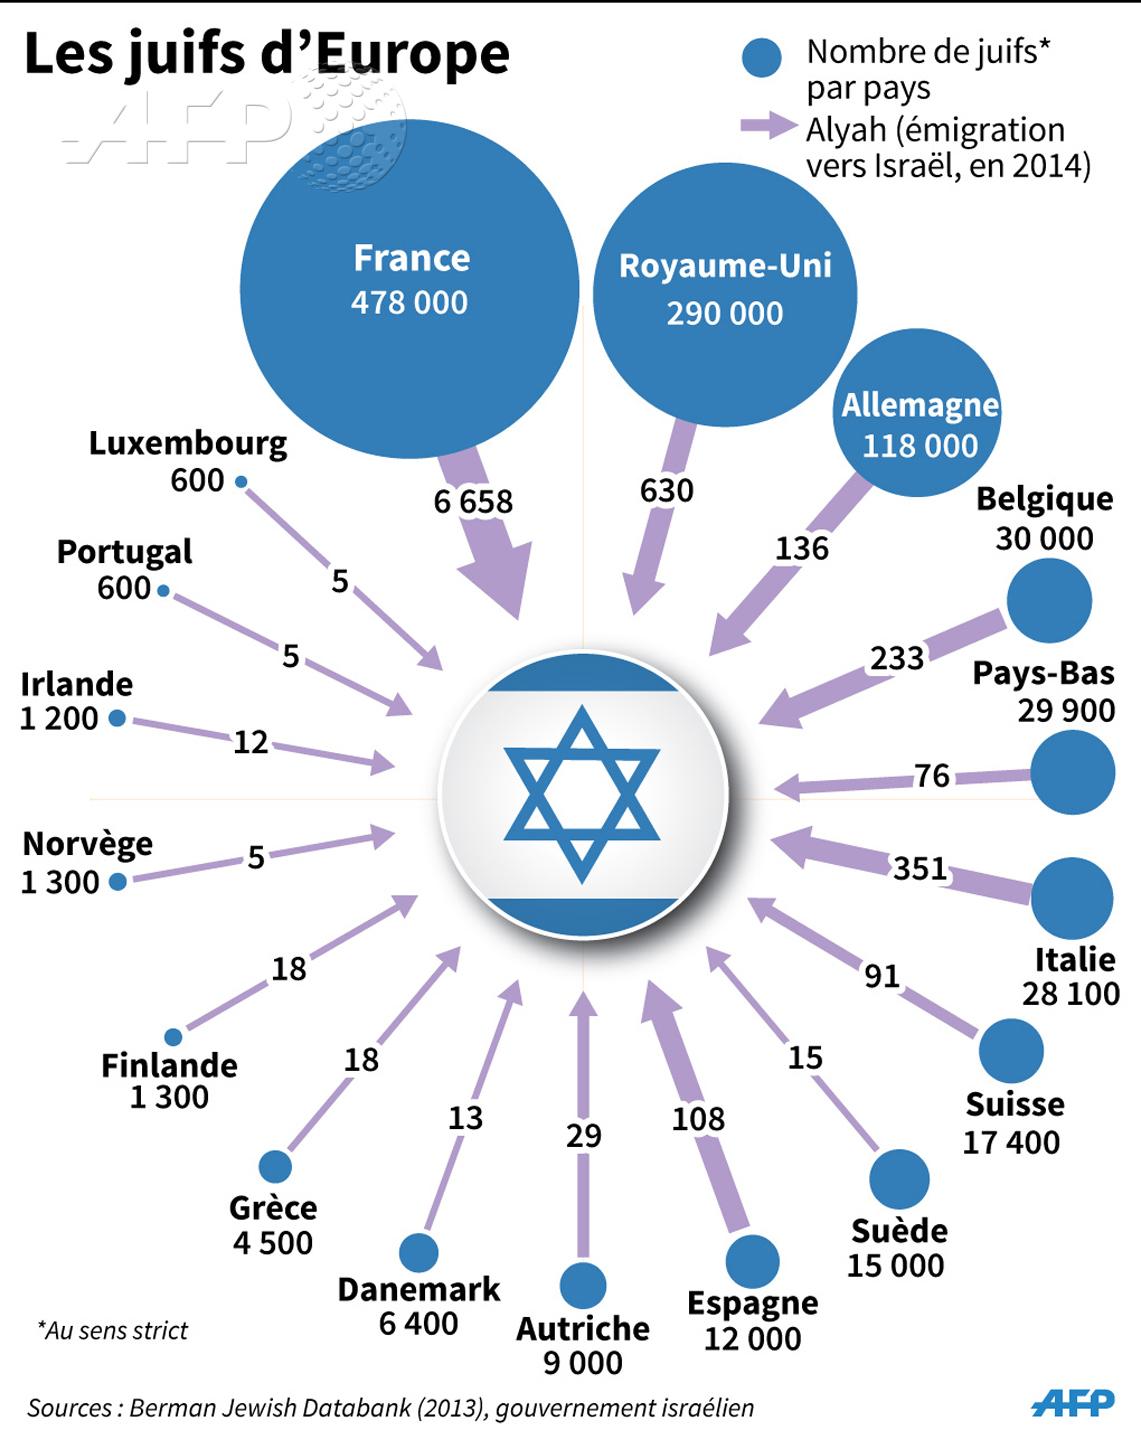 Les juifs d'Europe
AFP
Nombre de juifs*
par pays
Alyah (émigration
vers Israël, en 2014)
France
478 000
6 658
Royaume-Uni
290 000
630
Allemagne
118 000
136
Belgique
30 000
233
Pays-Bas
29 900
76
351
Italie
28 100
91
Suisse
17 400
15
Suède
15 000
108
Espagne
12 000
29
Autriche
9 000
13
Danemark
6 400
18
Grèce
4 500
18
Finlande
1 300
Norvège
1 300
5
Irlande
1 200
12
Portugal
600
5
Luxembourg
600
5
*Au sens strict
Sources : Berman Jewish Databank (2013), gouvernement israélien
AFP